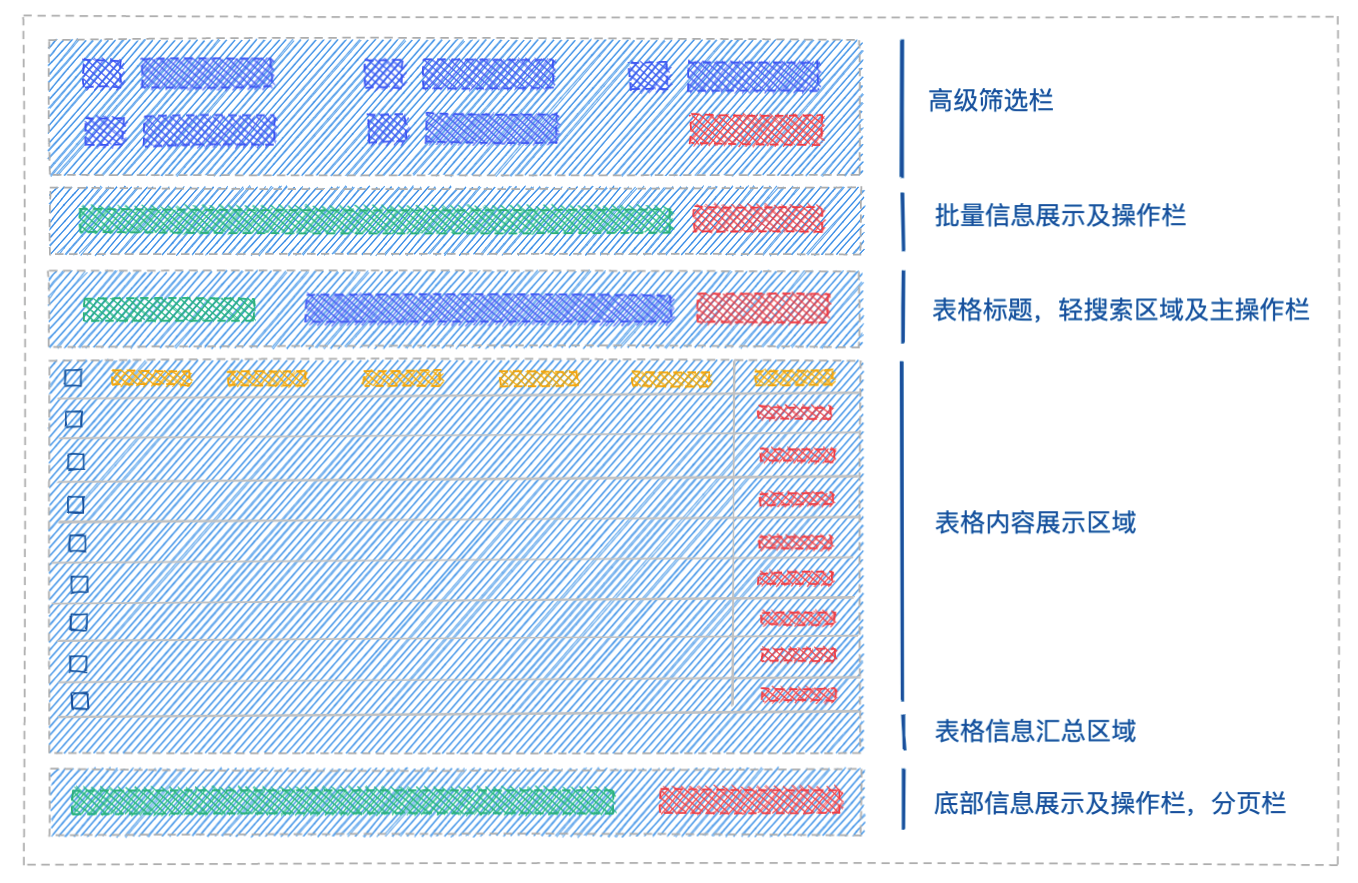 高级筛选栏
批量信息展示及操作栏
表格标题，轻搜索区域及主操作栏
表格内容展示区域
表格信息汇总区域
底部信息展示及操作栏，分页栏